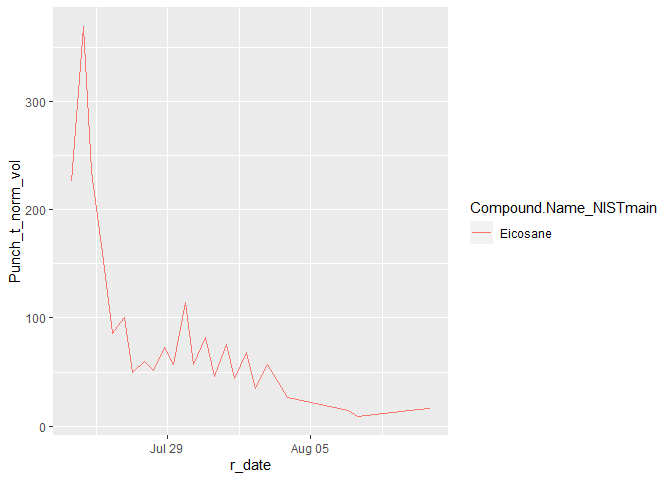 Punch_t_norm_vol
300
200
100
0
Jul 29
Aug 05
r_date
Compound.Name_NISTmain
Eicosane